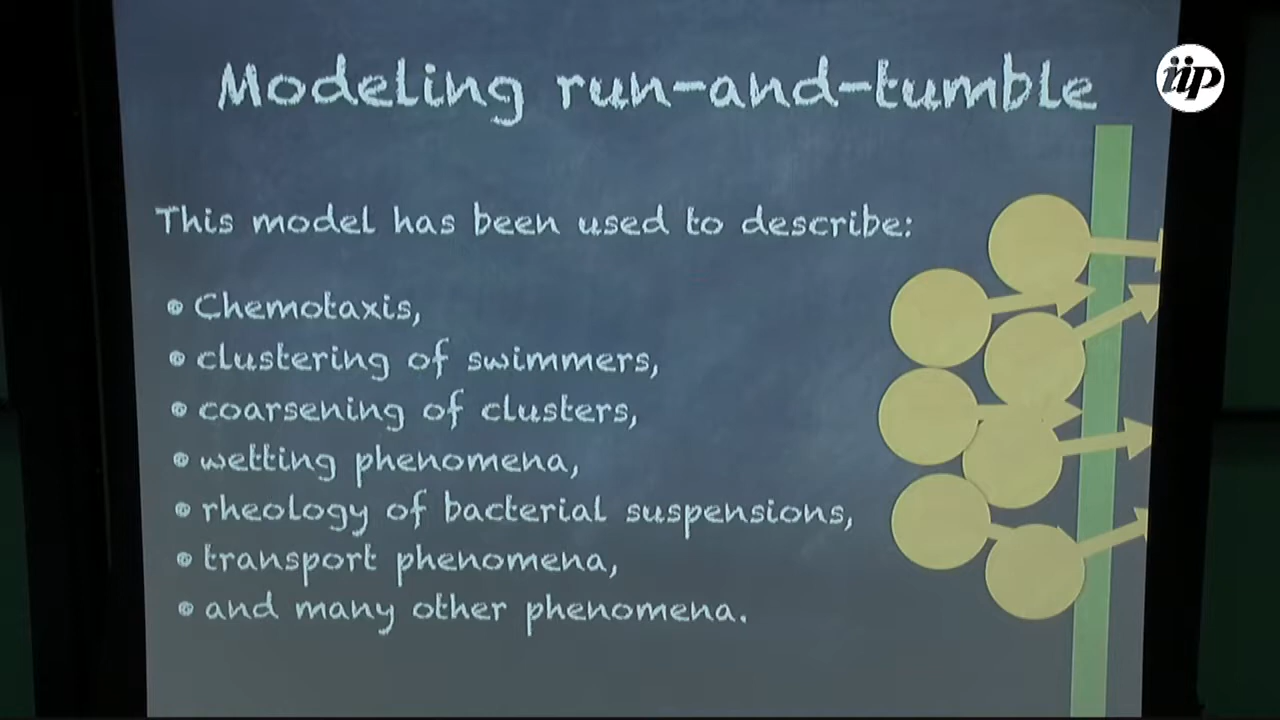 Modeling run-and-tumble
iip
This model has been used to describe:
Chemotaxis,
clustering of swimmers,
coarsening of clusters,
wetting phenomena,
rheology of bacterial suspensions,
transport phenomena,
and many other phenomena.